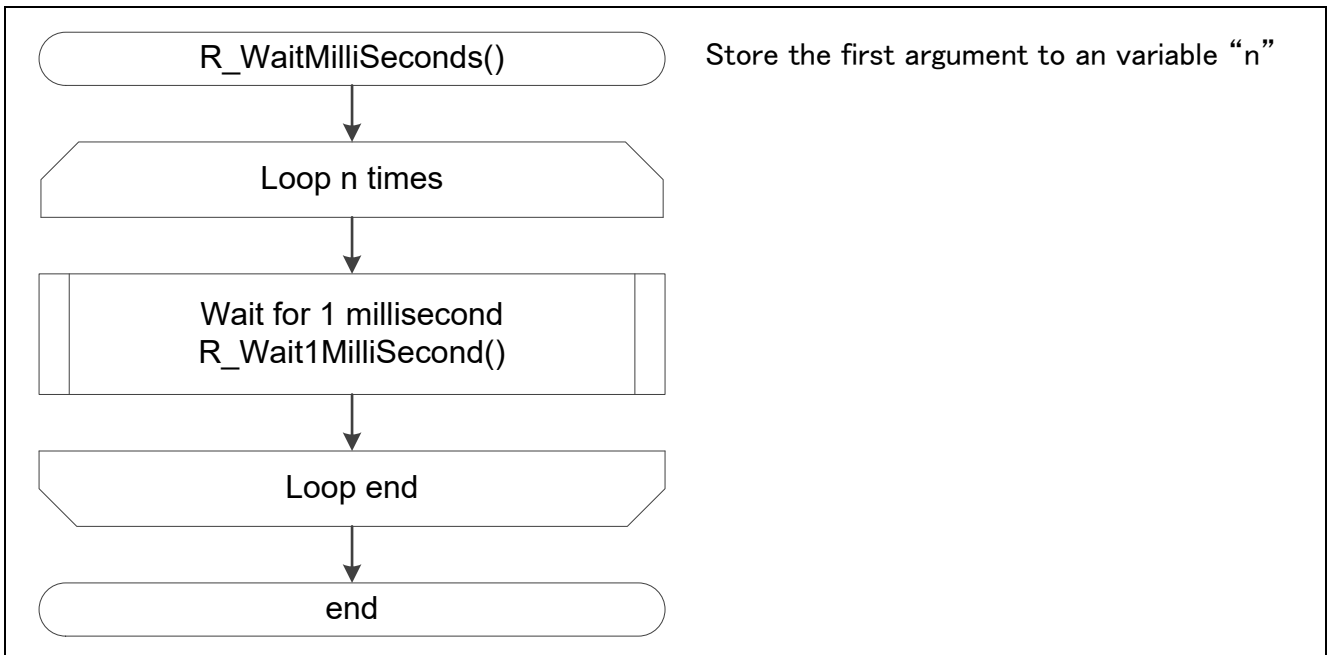 R_WaitMilliSeconds()
Store the first argument to an variable “n”
Loop n times
Wait for 1 millisecond
R_Wait1MilliSecond()
Loop end
end